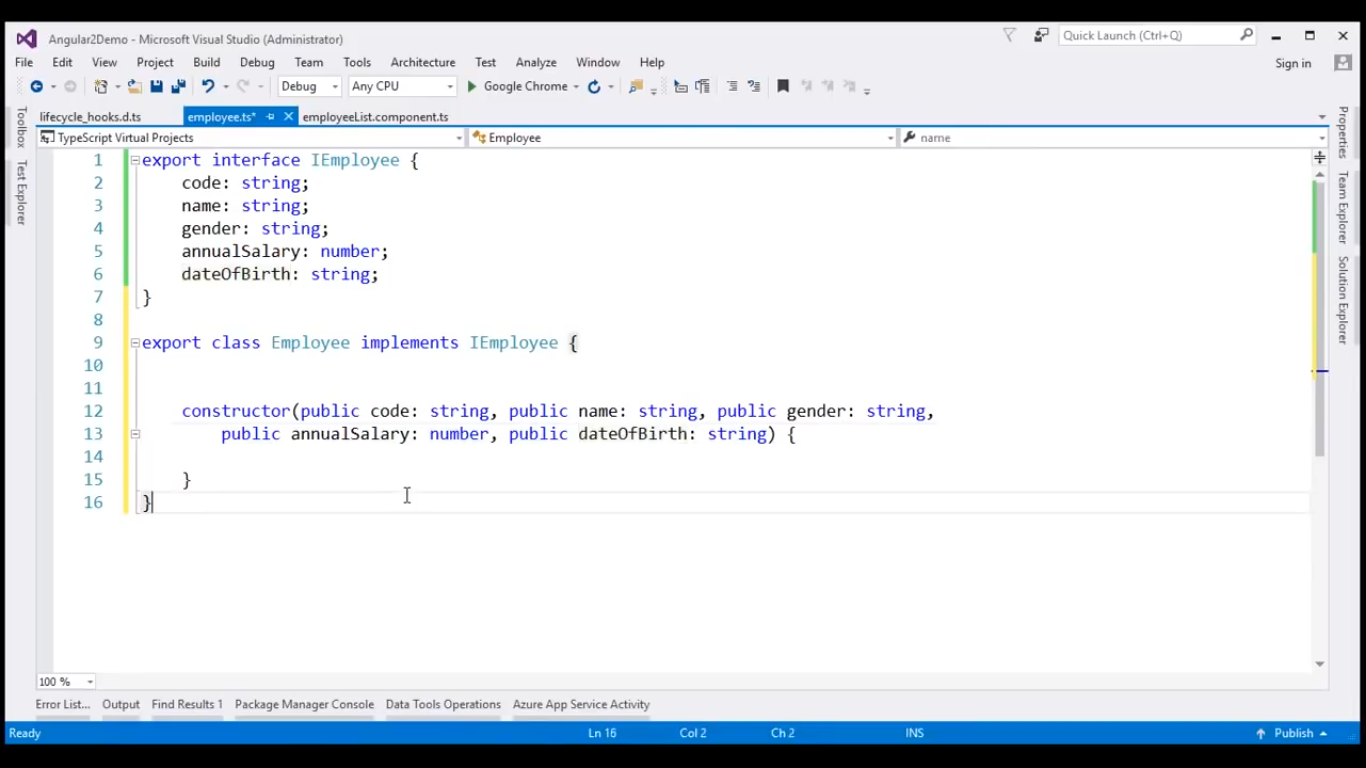 Angular2Demo - Microsoft Visual Studio (Administrator)
Quick Launch (Ctrl+Q)
File Edit View Project Build Debug Team Tools Architecture Test Analyze Window Help
Sign in
Debug Any CPU Google Chrome
Toolbox
Test Explorer
lifecycle_hooks.d.ts employee.ts* employeeList.component.ts
TypeScript Virtual Projects Employee name
1 export interface IEmployee {
2 code: string;
3 name: string;
4 gender: string;
5 annualSalary: number;
6 dateOfBirth: string;
7 }
8
9 export class Employee implements IEmployee {
10
11
12 constructor(public code: string, public name: string, public gender: string,
13 public annualSalary: number, public dateOfBirth: string) {
14
15 }
16 }
Properties
Team Explorer
Solution Explorer
100 %
Error List... Output Find Results 1 Package Manager Console Data Tools Operations Azure App Service Activity
Ready Ln 16 Col 2 Ch 2 INS Publish